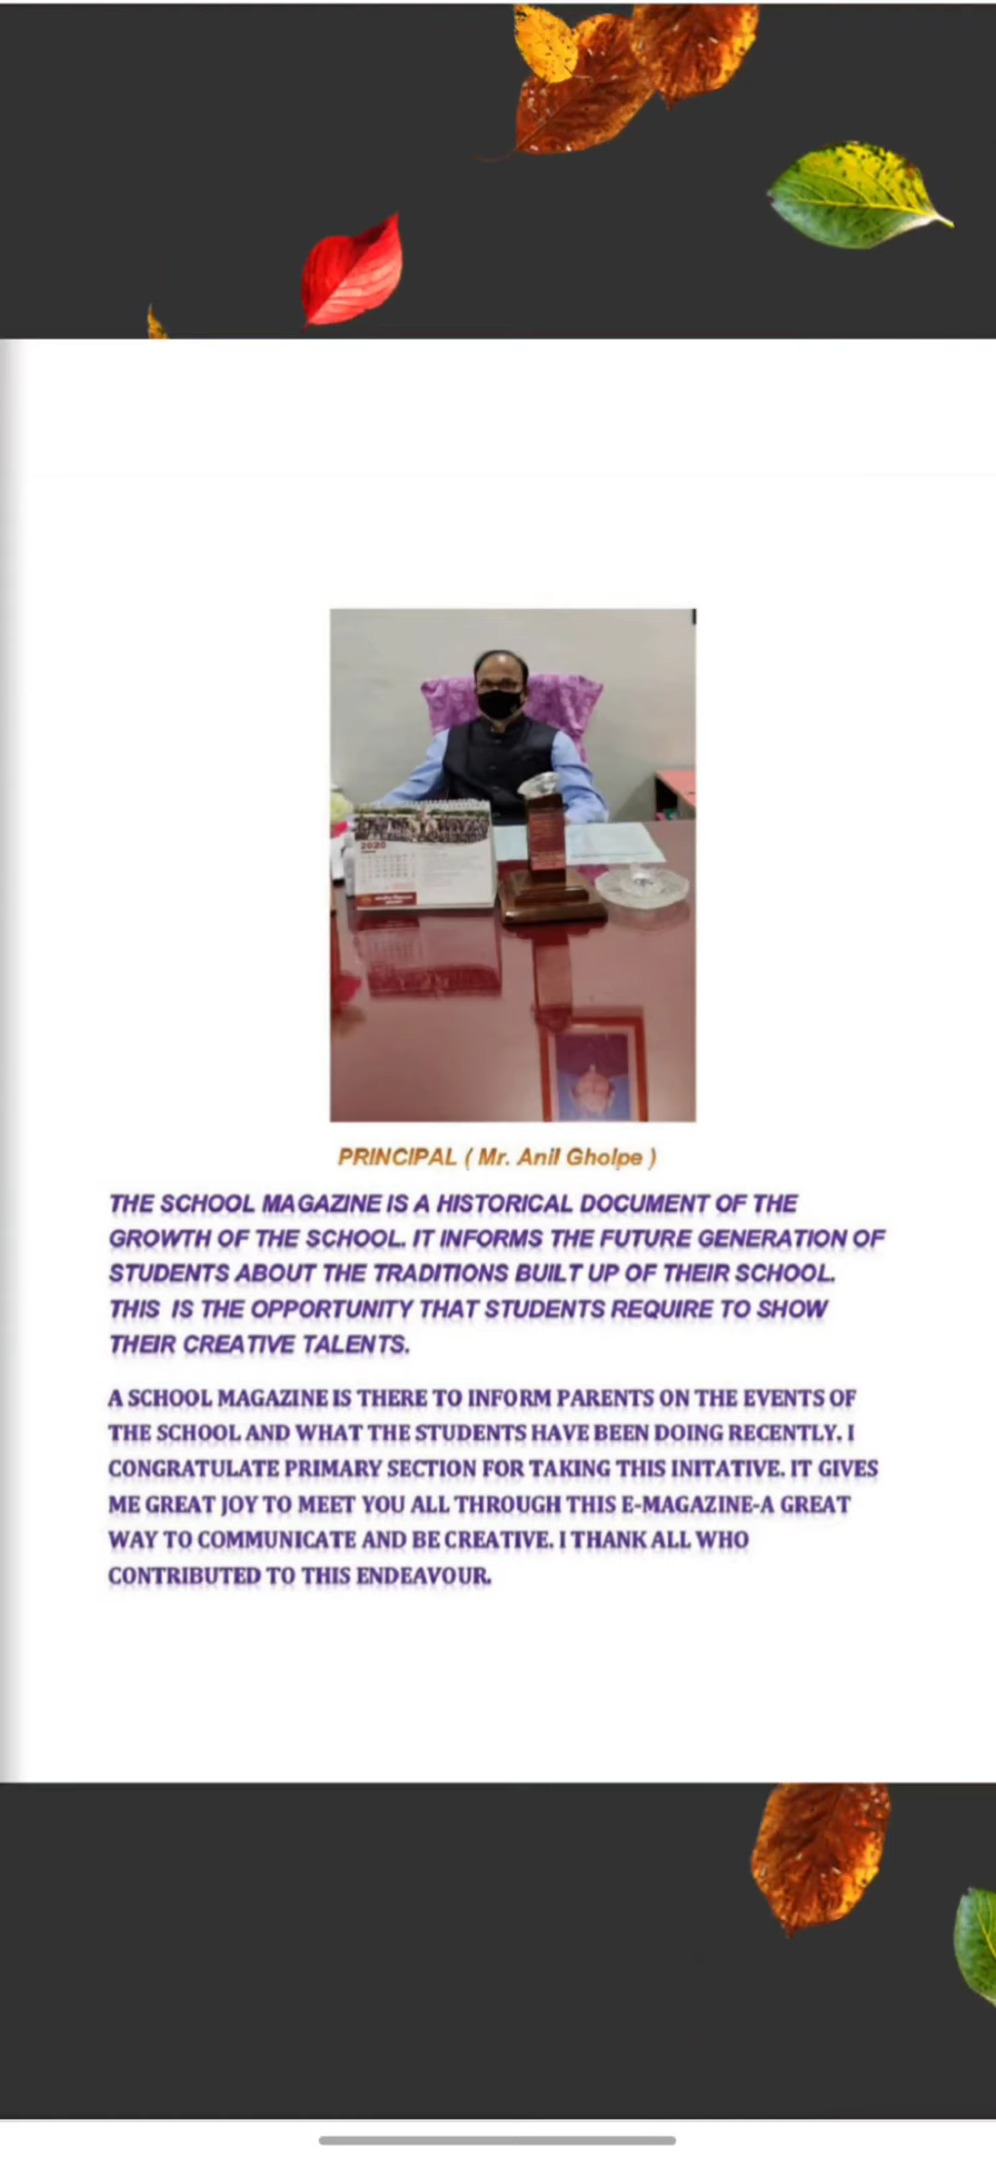 2020
PRINCIPAL ( Mr. Anil Gholpe )
THE SCHOOL MAGAZINE IS A HISTORICAL DOCUMENT OF THE
GROWTH OF THE SCHOOL. IT INFORMS THE FUTURE GENERATION OF
STUDENTS ABOUT THE TRADITIONS BUILT UP OF THEIR SCHOOL.
THIS IS THE OPPORTUNITY THAT STUDENTS REQUIRE TO SHOW
THEIR CREATIVE TALENTS.
A SCHOOL MAGAZINE IS THERE TO INFORM PARENTS ON THE EVENTS OF
THE SCHOOL AND WHAT THE STUDENTS HAVE BEEN DOING RECENTLY. I
CONGRATULATE PRIMARY SECTION FOR TAKING THIS INITATIVE. IT GIVES
ME GREAT JOY TO MEET YOU ALL THROUGH THIS E-MAGAZINE-A GREAT
WAY TO COMMUNICATE AND BE CREATIVE. I THANK ALL WHO
CONTRIBUTED TO THIS ENDEAVOUR.